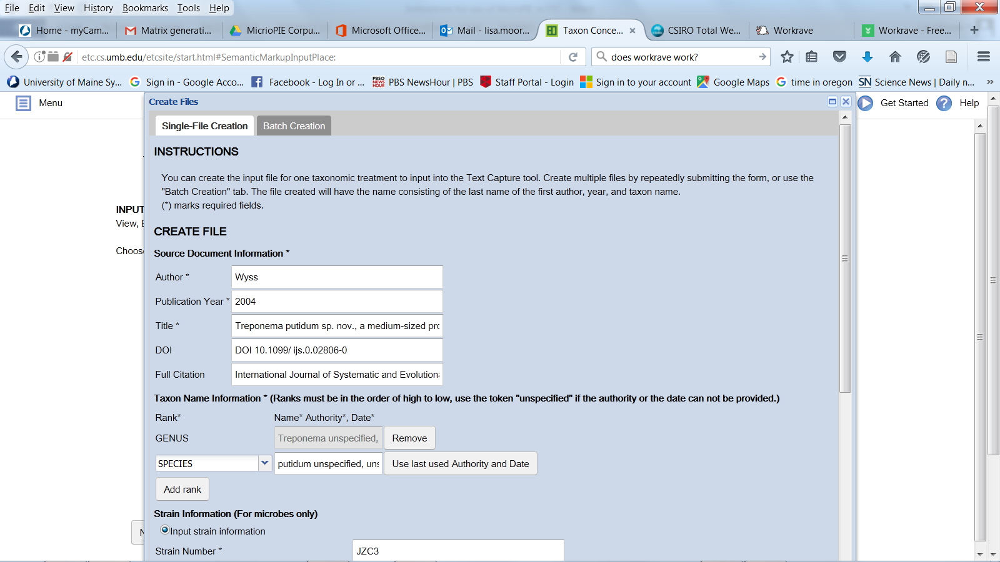 File Edit View History Bookmarks Tools Help
Home - myCam... Matrix generati... MicrioPIE Corpu... Microsoft Office... Mail - lisa.moor... Taxon Conce... CSIRO Total We... Workrave Workrave - Free...
etc.cs.umb.edu/etcsite/start.html#SemanticMarkupInputPlace:
does workrave work?
University of Maine Sy... Sign in - Google Acco... Facebook - Log In or ... PBS NewsHour | PBS Staff Portal - Login Sign in to your account Google Maps time in oregon SN Science News | Daily n...
Menu
Create Files
Get Started Help
Single-File Creation Batch Creation
INSTRUCTIONS
You can create the input file for one taxonomic treatment to input into the Text Capture tool. Create multiple files by repeatedly submitting the form, or use the
"Batch Creation" tab. The file created will have the name consisting of the last name of the first author, year, and taxon name.
(*) marks required fields.
INPUT
View, E
CREATE FILE
Choos
Source Document Information *
Author * Wyss
Publication Year * 2004
Title * Treponema putidum sp. nov., a medium-sized pro
DOI DOI 10.1099/ ijs.0.02806-0
Full Citation International Journal of Systematic and Evolutiona
Taxon Name Information * (Ranks must be in the order of high to low, use the token "unspecified" if the authority or the date can not be provided.)
Rank* Name* Authority*, Date*
GENUS Treponema unspecified, Remove
SPECIES putidum unspecified, uns Use last used Authority and Date
Add rank
Strain Information (For microbes only)
Input strain information
N
Strain Number * JZC3